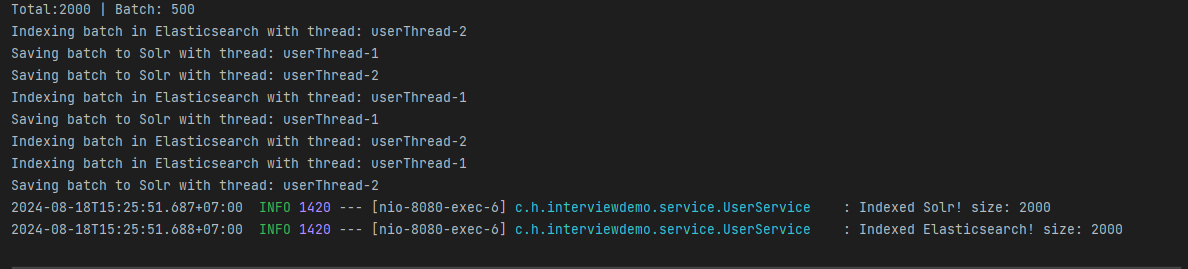 Total:2000 | Batch: 500
Indexing batch in Elasticsearch with thread: userThread-2
Saving batch to Solr with thread: userThread-1
Saving batch to Solr with thread: userThread-2
Indexing batch in Elasticsearch with thread: userThread-1
Saving batch to Solr with thread: userThread-1
Indexing batch in Elasticsearch with thread: userThread-2
Indexing batch in Elasticsearch with thread: userThread-1
Saving batch to Solr with thread: userThread-2
2024-08-18T15:25:51.687+07:00  INFO 1420 --- [nio-8080-exec-6] c.h.interviewdemo.service.UserService    : Indexed Solr! size: 2000
2024-08-18T15:25:51.688+07:00  INFO 1420 --- [nio-8080-exec-6] c.h.interviewdemo.service.UserService    : Indexed Elasticsearch! size: 2000